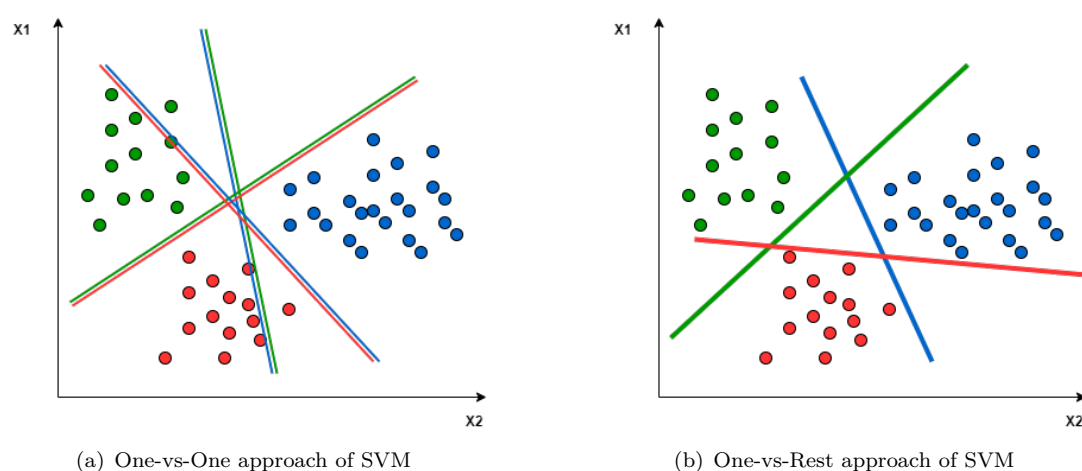 X1
X2
(a) One-vs-One approach of SVM
X1
X2
(b) One-vs-Rest approach of SVM